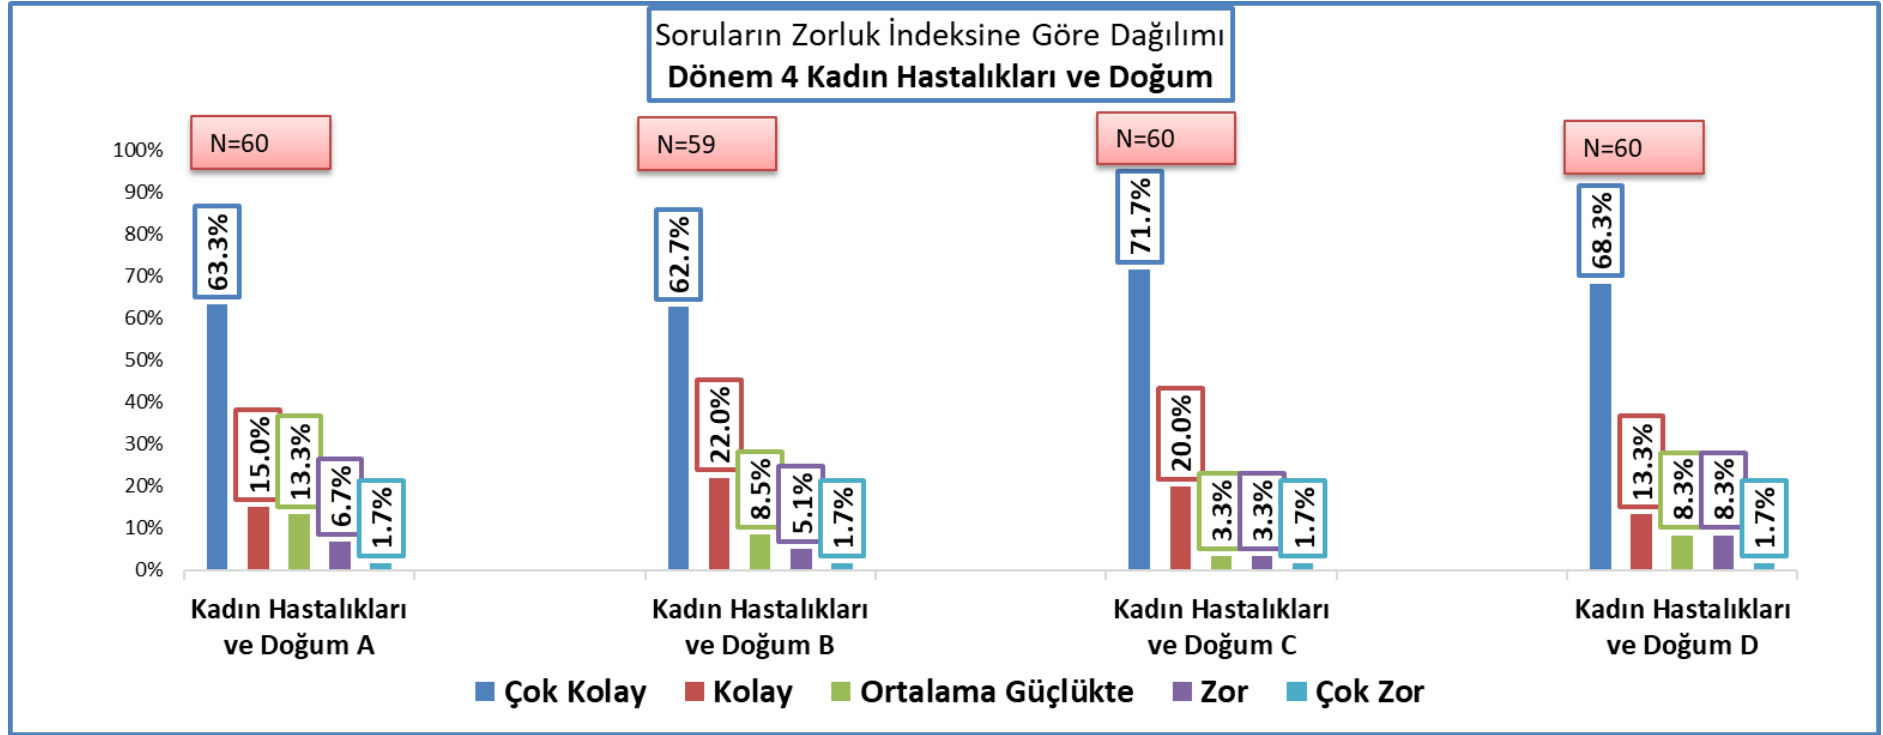 Soruların Zorluk İndeksine Göre Dağılımı
Dönem 4 Kadın Hastalıkları ve Doğum
N=60
N=59
N=60
N=60
100%
90%
80%
70%
60%
50%
40%
30%
20%
10%
0%
63.3%
15.0%
13.3%
6.7%
1.7%
62.7%
22.0%
8.5%
5.1%
1.7%
71.7%
20.0%
3.3%
3.3%
1.7%
68.3%
13.3%
8.3%
8.3%
1.7%
Kadın Hastalıkları
ve Doğum A
Kadın Hastalıkları
ve Doğum B
Kadın Hastalıkları
ve Doğum C
Kadın Hastalıkları
ve Doğum D
Çok Kolay
Kolay
Ortalama Güçlükte
Zor
Çok Zor